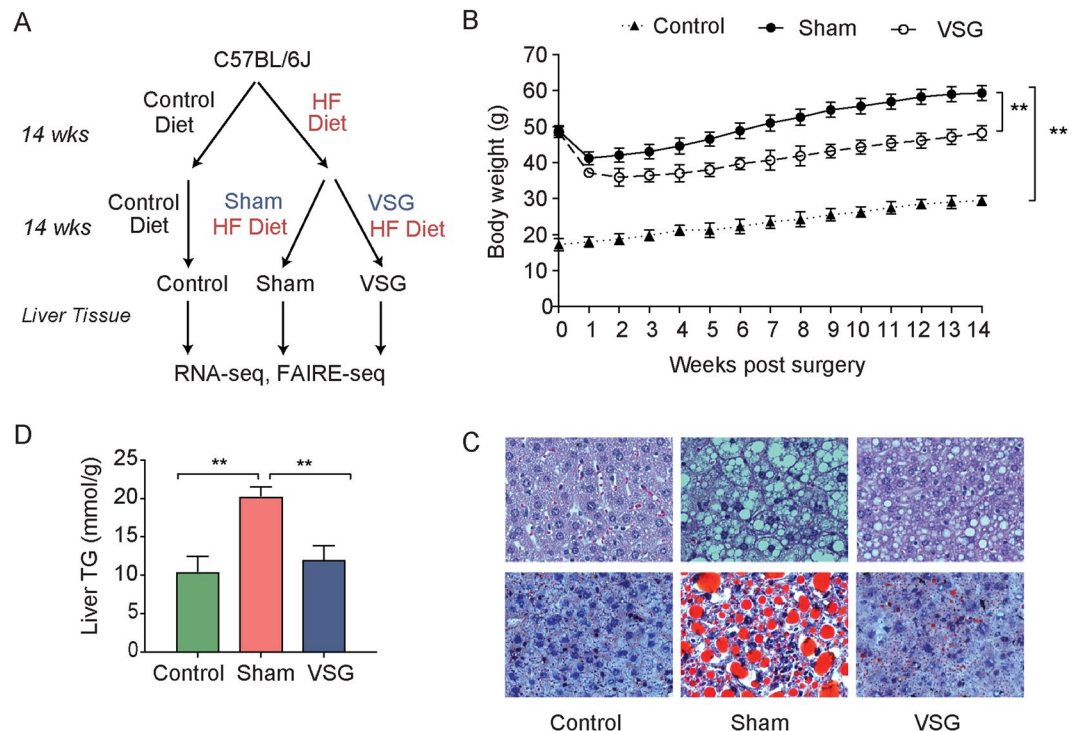 A
C57BL/6J
Control
Diet
HF
Diet
14 wks
Control
Diet
Sham
HF Diet
VSG
HF Diet
14 wks
Control
Sham
VSG
Liver Tissue
RNA-seq, FAIRE-seq
B
Control
Sham
VSG
Body weight (g)
70
60
50
40
30
20
10
0
0 1 2 3 4 5 6 7 8 9 10 11 12 13 14
Weeks post surgery
**
**
D
Liver TG (mmol/g)
25
20
15
10
5
0
**
**
Control
Sham
VSG
C
Control
Sham
VSG